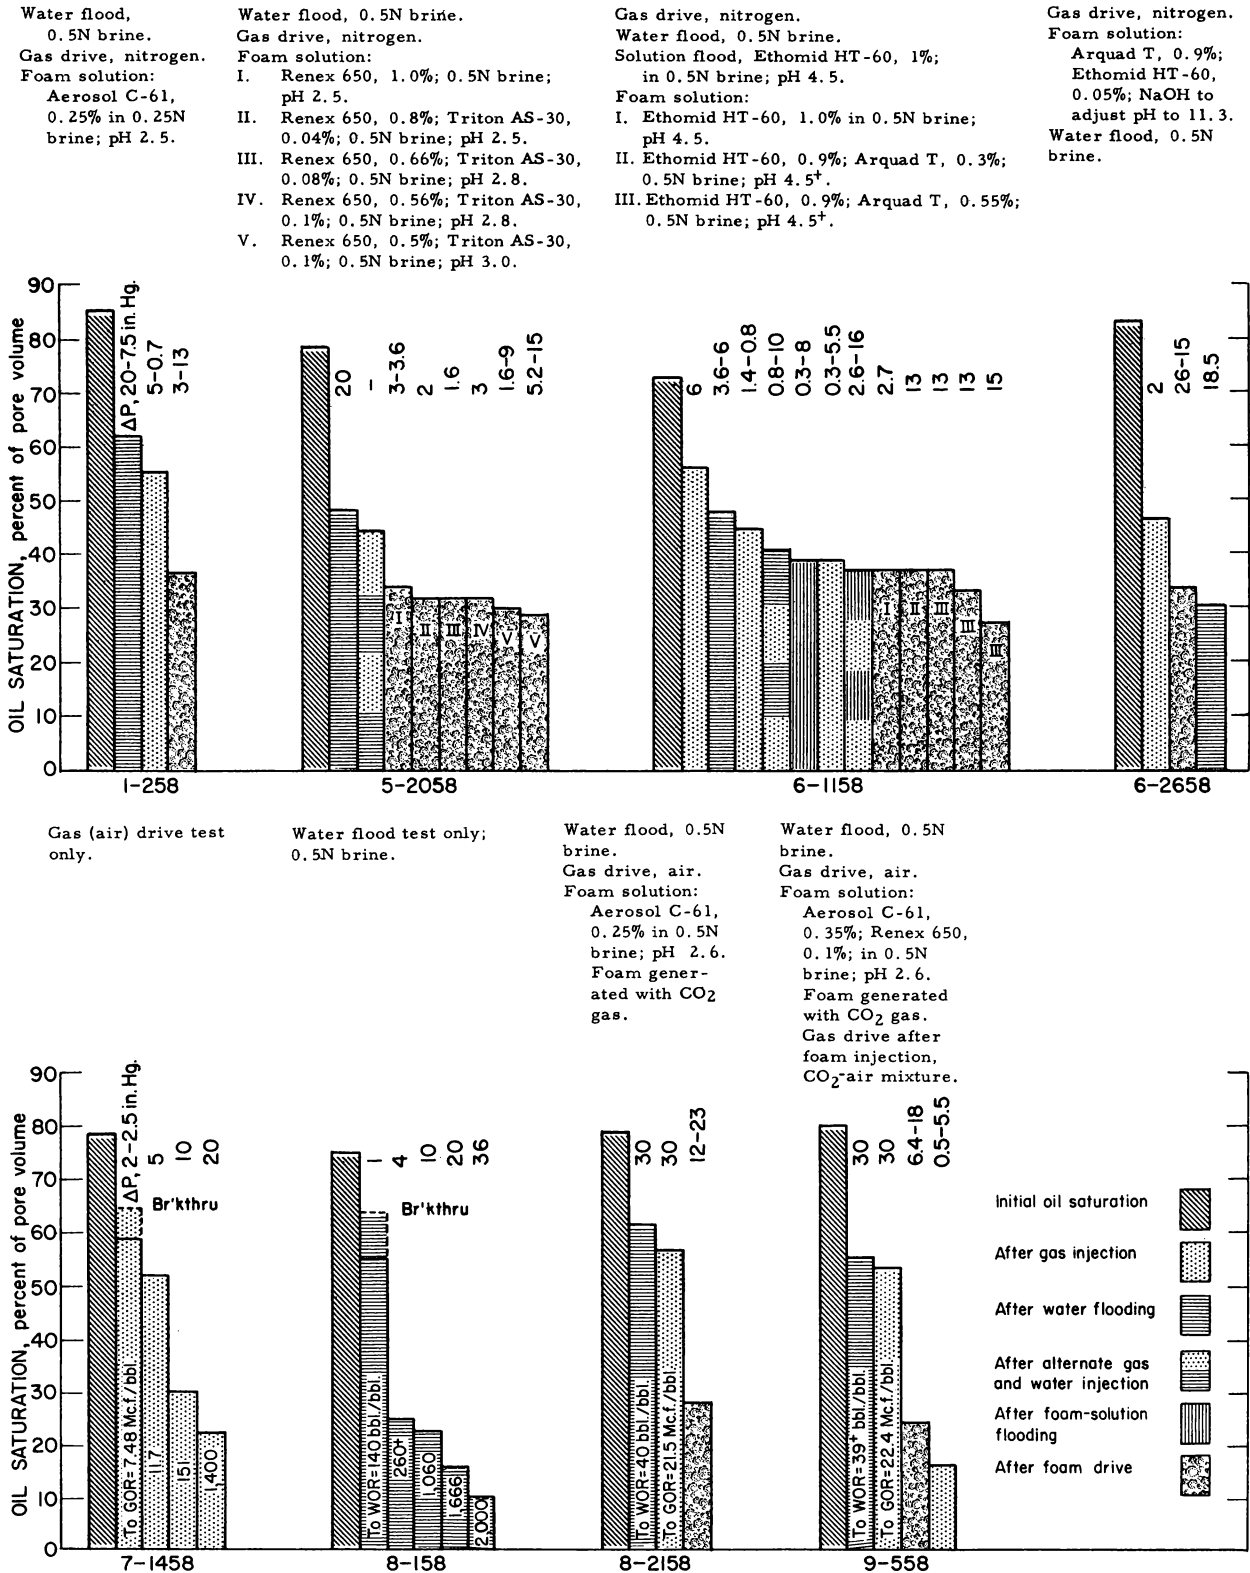 Water flood,
0.5N brine.
Gas drive, nitrogen.
Foam solution:
Aerosol C-61,
0.25% in 0.25N
brine; pH 2.5.
Water flood, 0.5N brine.
Gas drive, nitrogen.
Foam solution:
I. Renex 650, 1.0%; 0.5N brine;
pH 2.5.
II. Renex 650, 0.8%; Triton AS-30,
0.04%; 0.5N brine; pH 2.5.
III. Renex 650, 0.66%; Triton AS-30,
0.08%; 0.5N brine; pH 2.8.
IV. Renex 650, 0.56%; Triton AS-30,
0.1%; 0.5N brine; pH 2.8.
V. Renex 650, 0.5%; Triton AS-30,
0.1%; 0.5N brine; pH 3.0.
Gas drive, nitrogen.
Water flood, 0.5N brine.
Solution flood, Ethomid HT-60, 1%;
in 0.5N brine; pH 4.5.
Foam solution:
I. Ethomid HT-60, 1.0% in 0.5N brine;
pH 4.5.
II. Ethomid HT-60, 0.9%; Arquad T, 0.3%;
0.5N brine; pH 4.5+.
III. Ethomid HT-60, 0.9%; Arquad T, 0.55%;
0.5N brine; pH 4.5+.
Gas drive, nitrogen.
Foam solution:
Arquad T, 0.9%;
Ethomid HT-60,
0.05%; NaOH to
adjust pH to 11.3.
Water flood, 0.5N
brine.
OIL SATURATION, percent of pore volume
90
80
70
60
50
40
30
20
10
0
ΔP, 20-7.5 in. Hg.
5-0.7
3-13
1-258
20
-
3-3.6
2
1.6
3
1.6-9
5.2-15
I
II
III
IV
V
V
5-2058
6
3.6-6
1.4-0.8
0.8-10
0.3-8
0.3-5.5
2.6-16
2.7
13
13
13
15
I
II
III
III
III
6-1158
2
26-15
18.5
6-2658
Gas (air) drive test
only.
Water flood test only;
0.5N brine.
Water flood, 0.5N
brine.
Gas drive, air.
Foam solution:
Aerosol C-61,
0.25% in 0.5N
brine; pH 2.6.
Foam gener-
ated with CO2
gas.
Water flood, 0.5N
brine.
Gas drive, air.
Foam solution:
Aerosol C-61,
0.35%; Renex 650,
0.1%; in 0.5N
brine; pH 2.6.
Foam generated
with CO2 gas.
Gas drive after
foam injection,
CO2-air mixture.
OIL SATURATION, percent of pore volume
90
80
70
60
50
40
30
20
10
0
ΔP, 2-2.5 in. Hg.
5
10
20
Br'kthru
To GOR=7.48 Mc.f./bbl.
11.7
151
1,400
7-1458
1
4
10
20
36
Br'kthru
To WOR=140 bbl./bbl.
260+
1,060
1,666
2,000
8-158
30
30
12-23
To WOR=40 bbl./bbl.
To GOR=21.5 Mc.f./bbl.
8-2158
30
30
6.4-18
0.5-5.5
To WOR=39+ bbl./bbl.
To GOR=22.4 Mc.f./bbl.
9-558
Initial oil saturation
After gas injection
After water flooding
After alternate gas
and water injection
After foam-solution
flooding
After foam drive